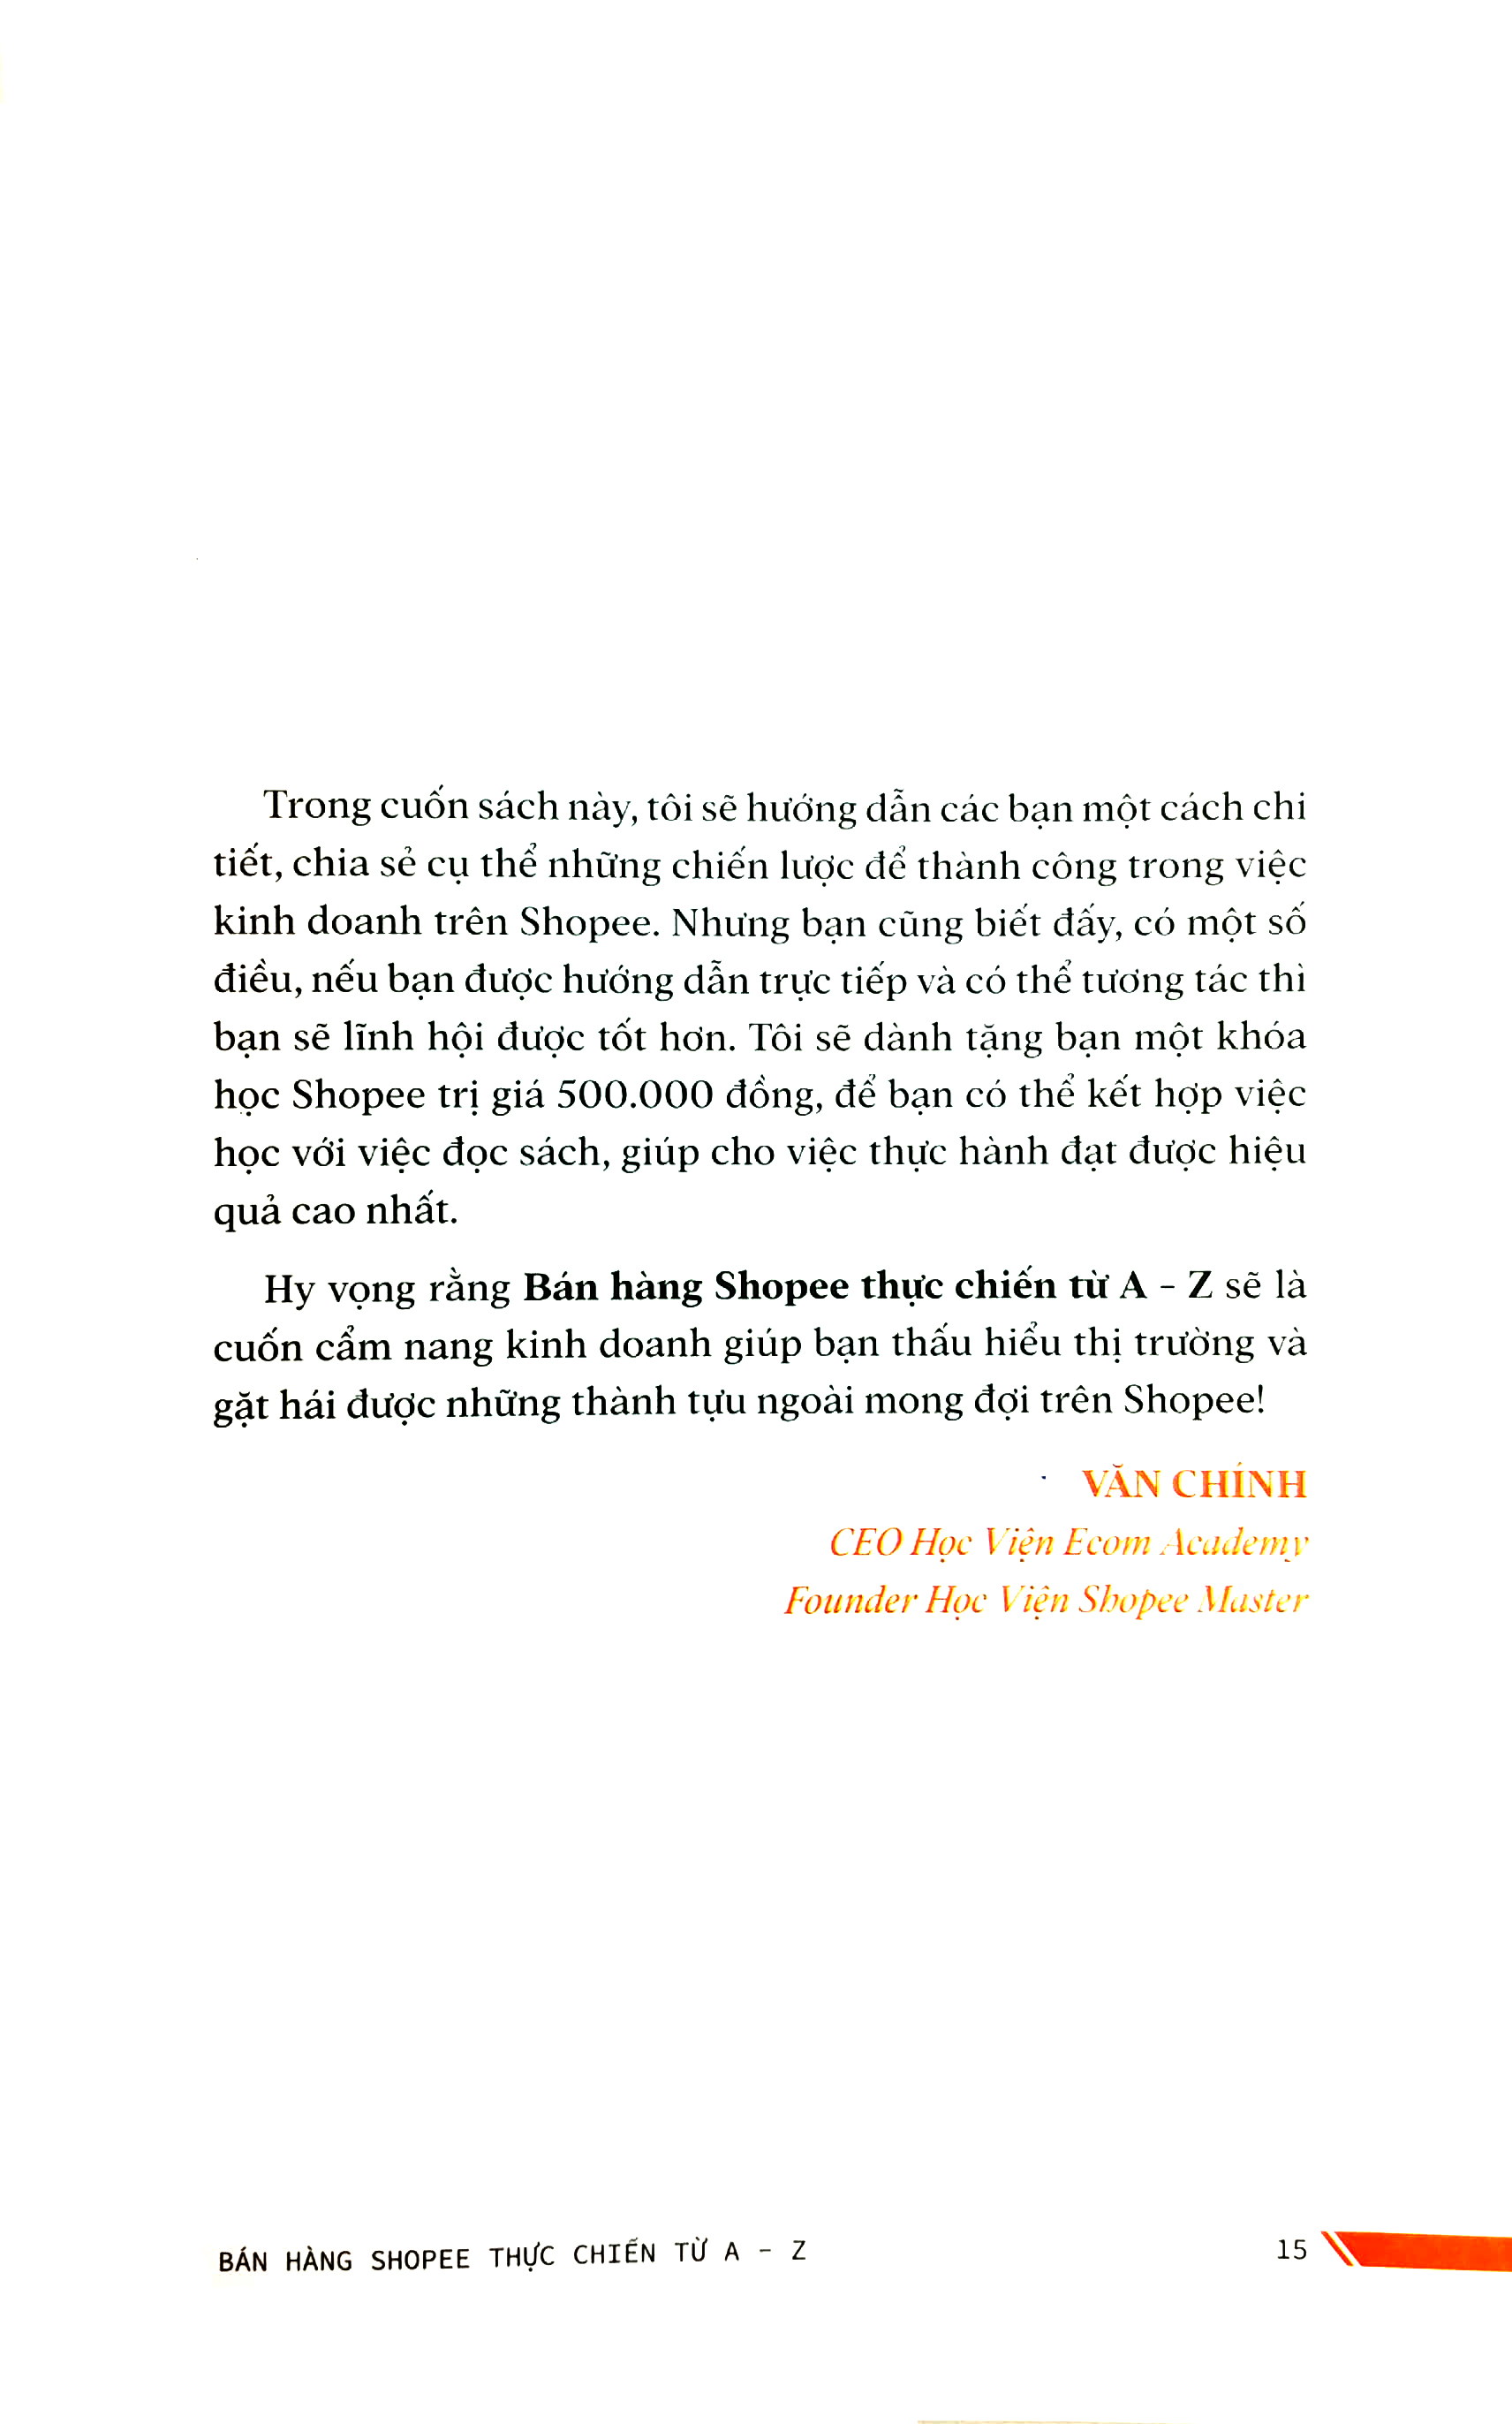 Trong cuốn sách này, tôi sẽ hướng dẫn các bạn một cách chi
tiết, chia sẻ cụ thể những chiến lược để thành công trong việc
kinh doanh trên Shopee. Nhưng bạn cũng biết đấy, có một số
điều, nếu bạn được hướng dẫn trực tiếp và có thể tương tác thì
bạn sẽ lĩnh hội được tốt hơn. Tôi sẽ dành tặng bạn một khóa
học Shopee trị giá 500.000 đồng, để bạn có thể kết hợp việc
học với việc đọc sách, giúp cho việc thực hành đạt được hiệu
quả cao nhất.
Hy vọng rằng Bán hàng Shopee thực chiến từ A – Z sẽ là
cuốn cẩm nang kinh doanh giúp bạn thấu hiểu thị trường và
gặt hái được những thành tựu ngoài mong đợi trên Shopee!
VĂN CHÍNH
CEO Học Viện Ecom Academy
Founder Học Viện Shopee Master
BÁN HÀNG SHOPEE THỰC CHIẾN TỪ A – Z 15